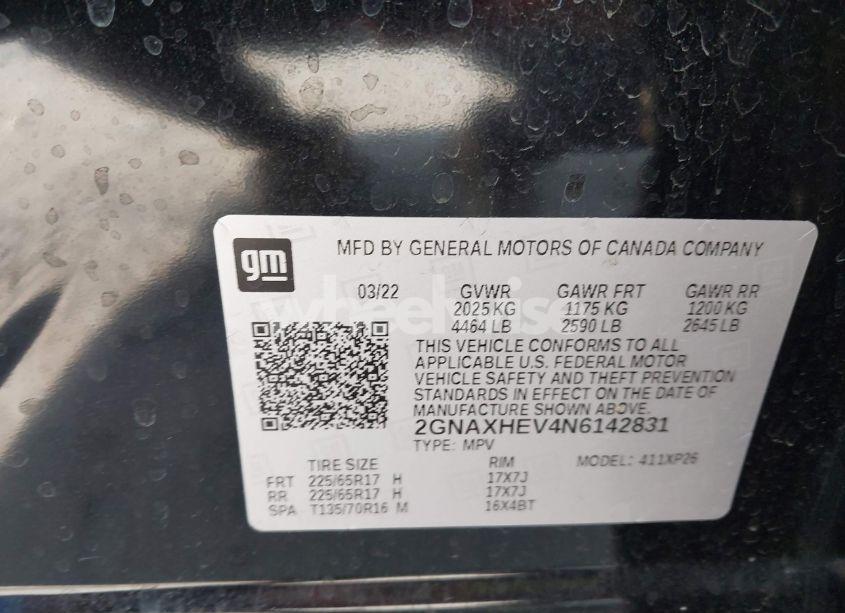 gm
MFD BY GENERAL MOTORS OF CANADA COMPANY
03/22 GVWR GAWR FRT GAWR RR
2025 KG 1175 KG 1200 KG
4464 LB 2590 LB 2645 LB
wheelwise
THIS VEHICLE CONFORMS TO ALL
APPLICABLE U.S. FEDERAL MOTOR
VEHICLE SAFETY AND THEFT PREVENTION
STANDARDS IN EFFECT ON THE DATE OF
MANUFACTURE SHOWN ABOVE.
2GNAXHEV4N6142831
TYPE: MPV MODEL: 411XP26
TIRE SIZE RIM
FRT 225/65R17 H 17X7J
RR 225/65R17 H 17X7J
SPA T135/70R16 M 16X4BT